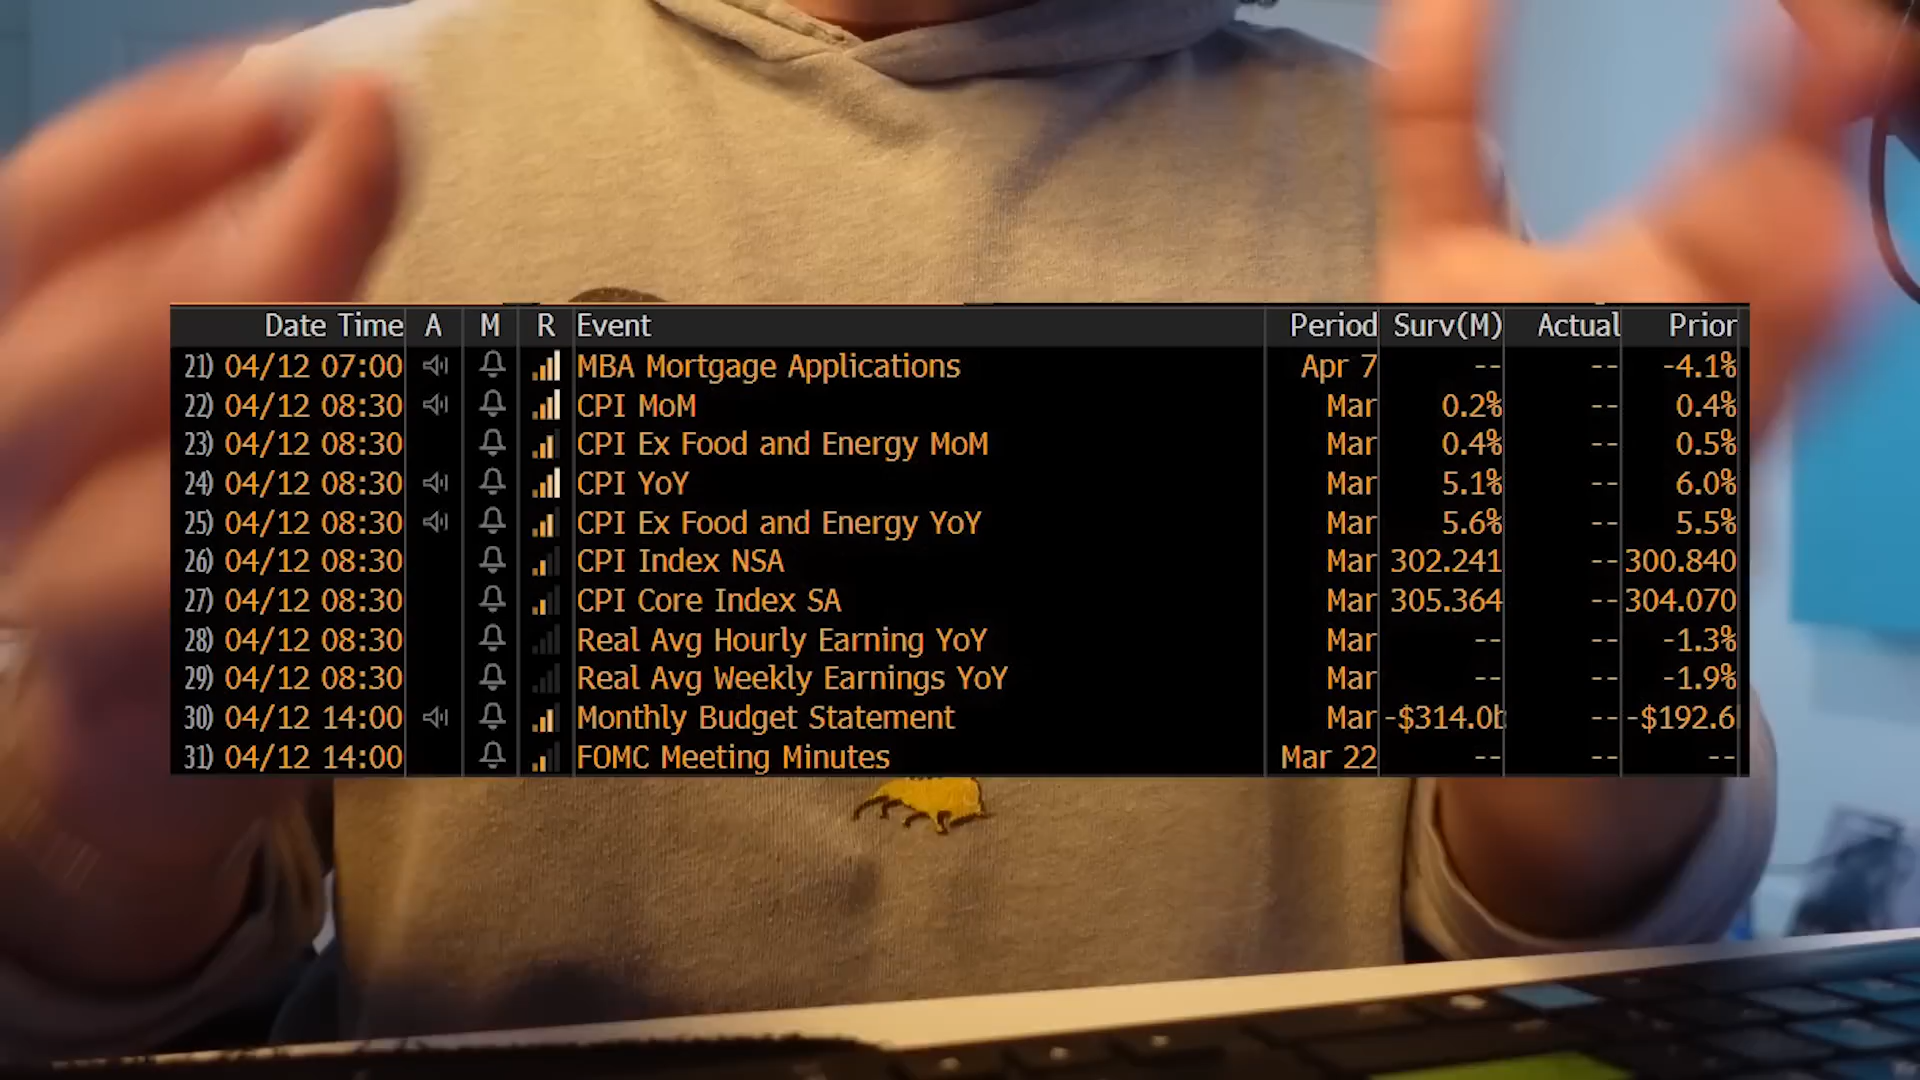 Date Time A M R Event Period Surv(M) Actual Prior
21) 04/12 07:00 MBA Mortgage Applications Apr 7 -- -- -4.1%
22) 04/12 08:30 CPI MoM Mar 0.2% -- 0.4%
23) 04/12 08:30 CPI Ex Food and Energy MoM Mar 0.4% -- 0.5%
24) 04/12 08:30 CPI YoY Mar 5.1% -- 6.0%
25) 04/12 08:30 CPI Ex Food and Energy YoY Mar 5.6% -- 5.5%
26) 04/12 08:30 CPI Index NSA Mar 302.241 -- 300.840
27) 04/12 08:30 CPI Core Index SA Mar 305.364 -- 304.070
28) 04/12 08:30 Real Avg Hourly Earning YoY Mar -- -- -1.3%
29) 04/12 08:30 Real Avg Weekly Earnings YoY Mar -- -- -1.9%
30) 04/12 14:00 Monthly Budget Statement Mar -$314.0b -- -$192.6
31) 04/12 14:00 FOMC Meeting Minutes Mar 22 -- -- --